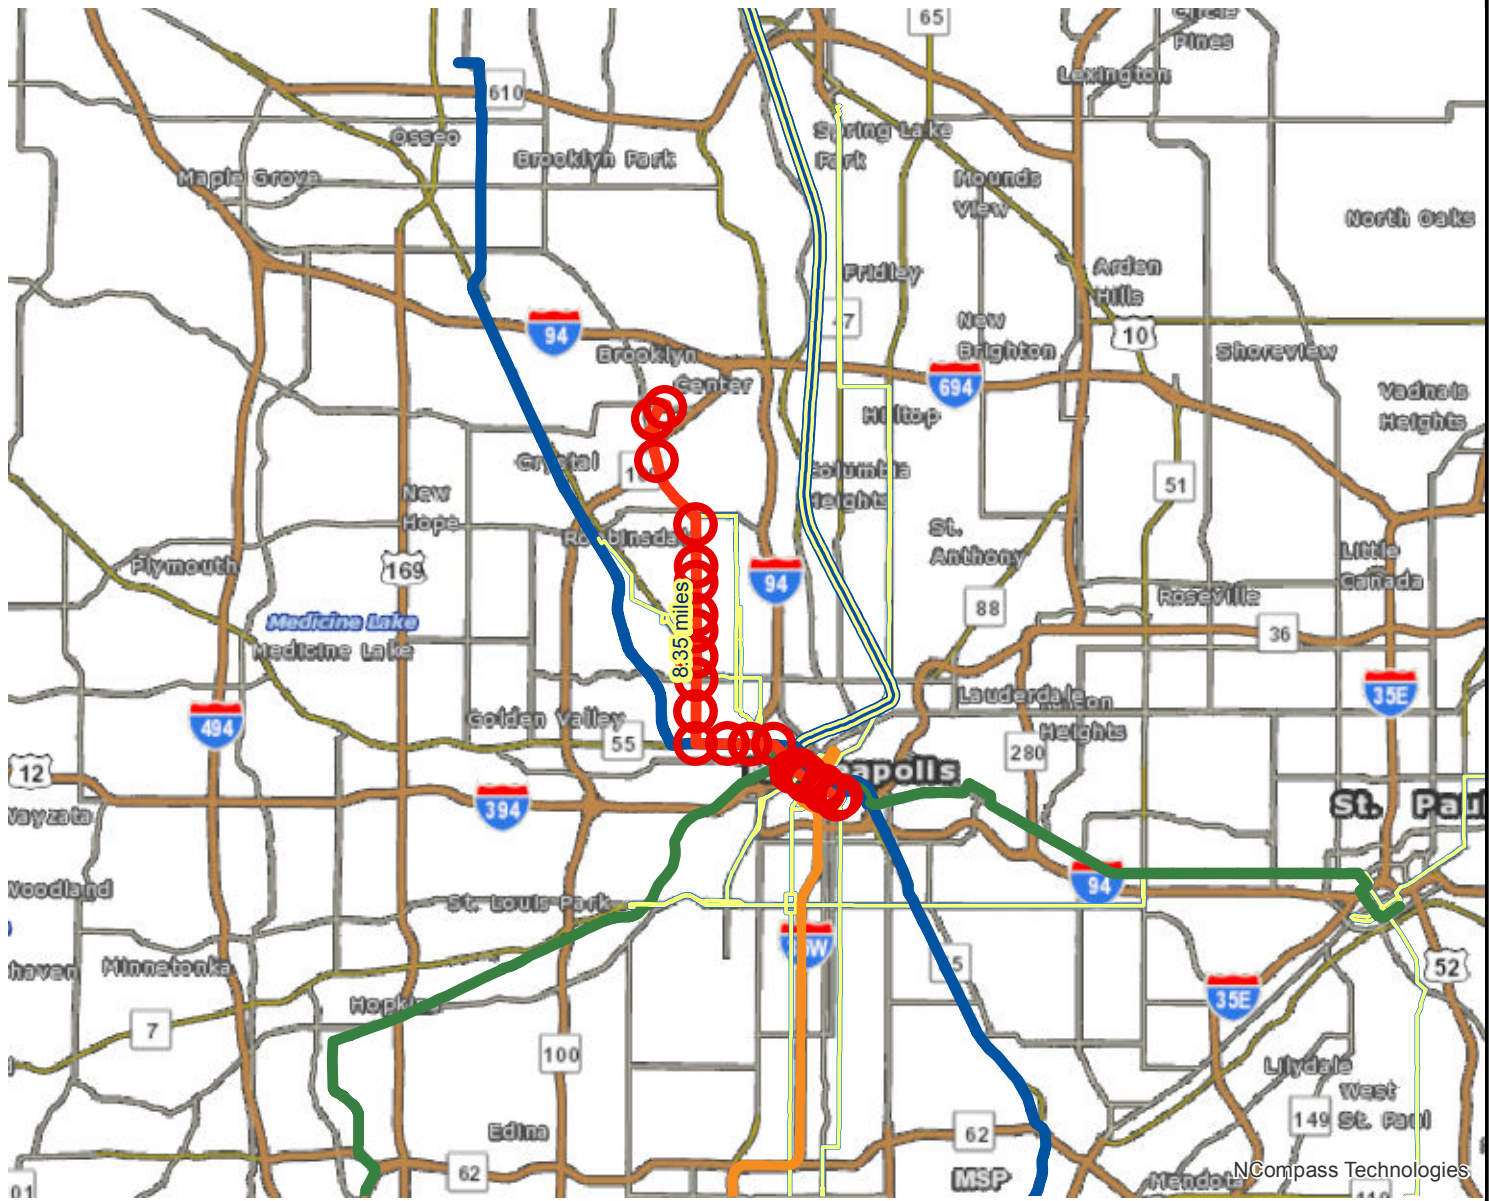 65
Circle
Pines
Lexington
610
Osseo
Brooklyn Park
Spring Lake
Park
Maple Grove
Mounds
View
North Oaks
Fridley
Arden
Hills
47
New
Brighton
10
94
Brooklyn
Center
Shoreview
694
Vadnais
Heights
Hilltop
Crystal
Columbia
Heights
51
New
Hope
St.
Anthony
Robbinsdale
Little
Canada
Plymouth
169
94
88
Roseville
Medicine Lake
Medicine Lake
8.35 miles
36
35E
Lauderdale
Heights
494
Golden Valley
55
280
12
394
St. Paul
Wayzata
Woodland
St. Louis Park
94
haven
Minnetonka
35W
52
35E
Hopkins
7
100
Lilydale
West
St. Paul
149
Edina
62
62
MSP
Mendota
NCompass Technologies